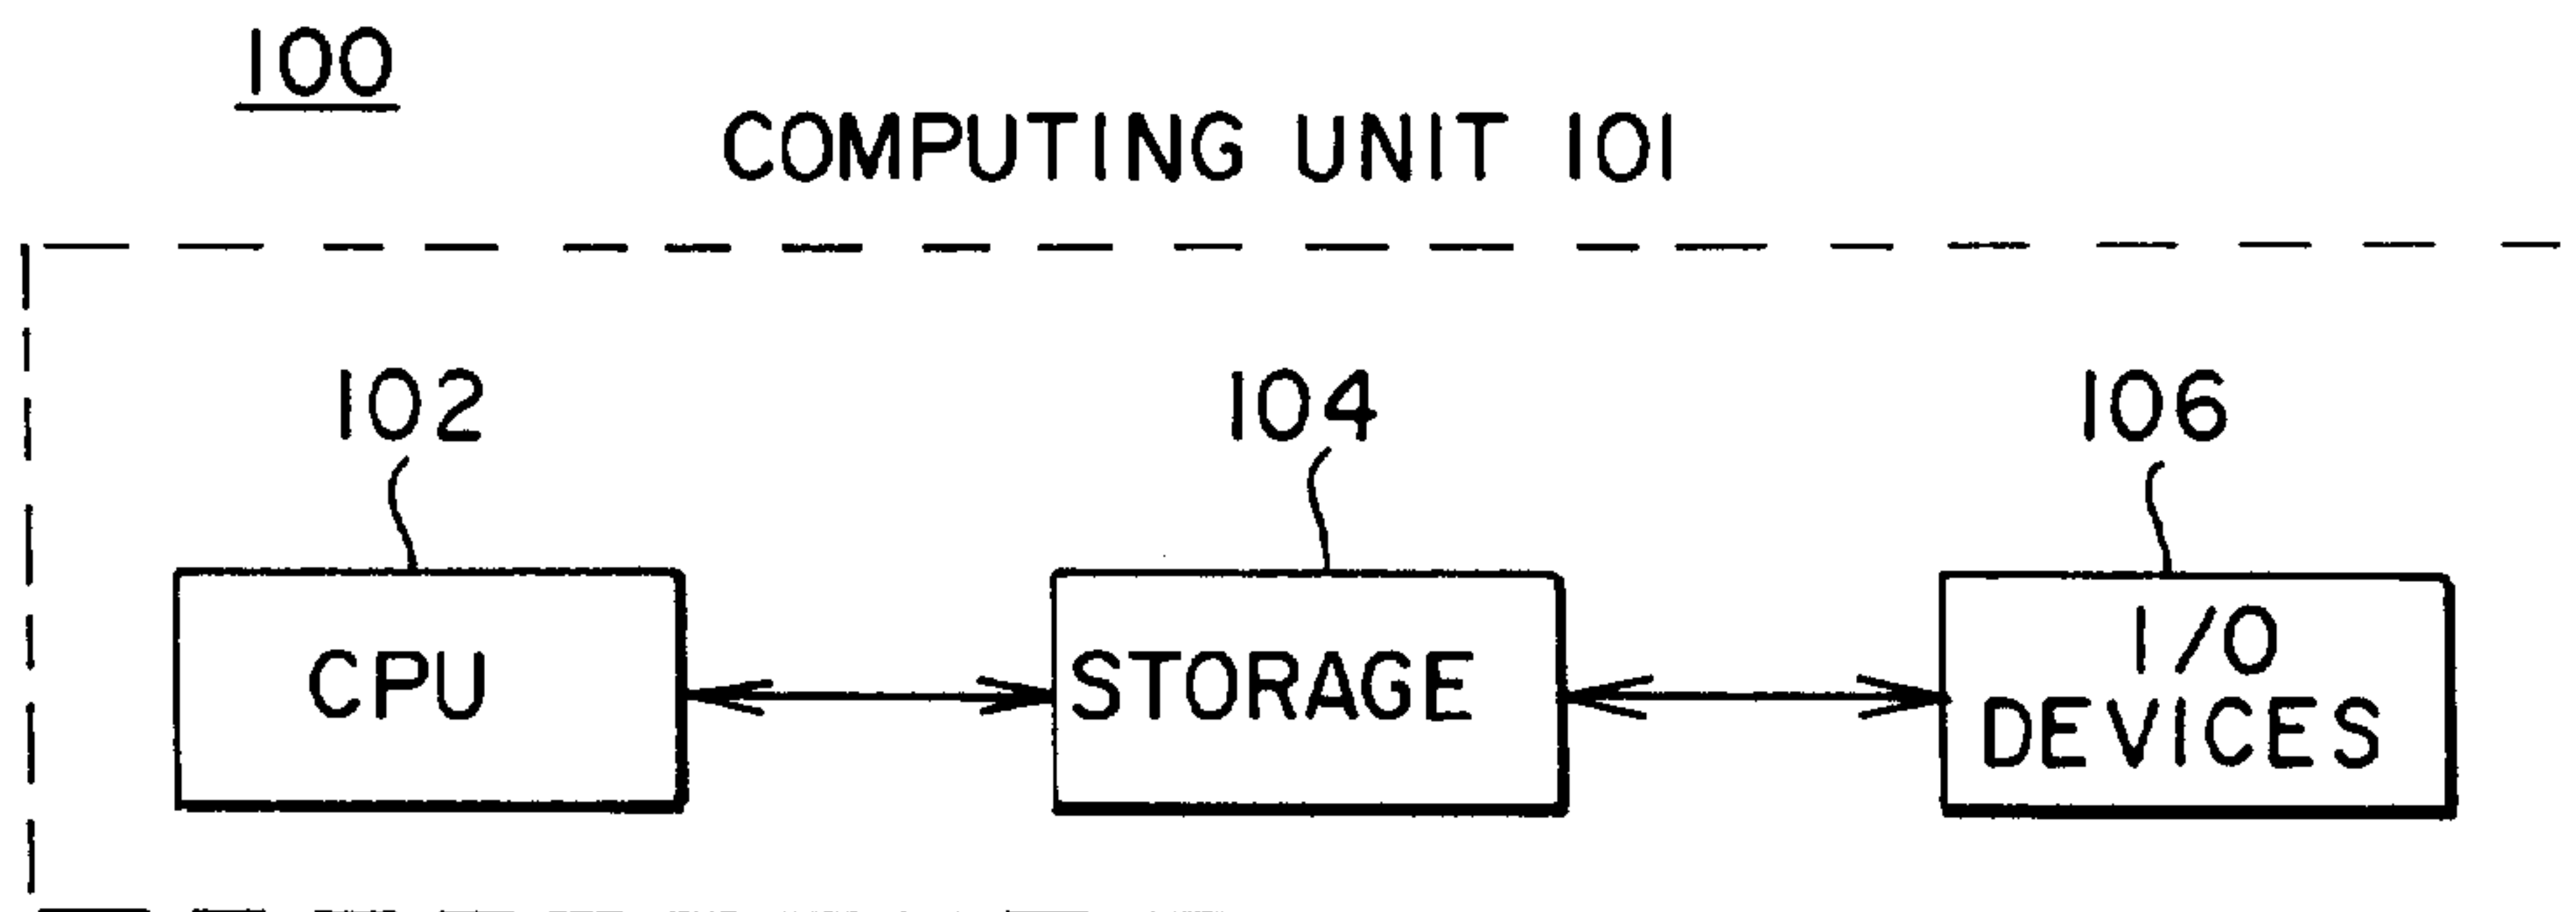 100
COMPUTING UNIT 101
102
104
106
CPU
STORAGE
I/O
DEVICES